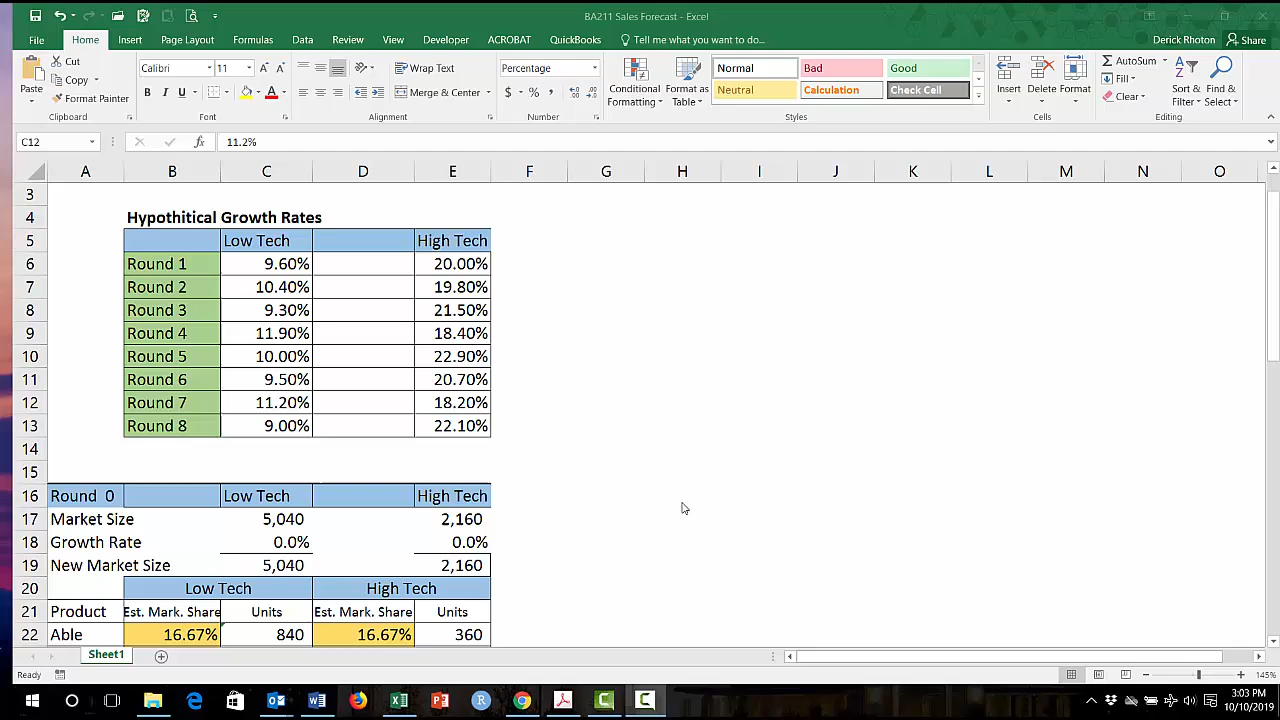 BA211 Sales Forecast - Excel
File Home Insert Page Layout Formulas Data Review View Developer ACROBAT QuickBooks Tell me what you want to do... Derick Rhoton Share
Paste
Cut
Copy
Format Painter
Clipboard
Calibri 11
B I U
Font
Wrap Text
Merge & Center
Alignment
Percentage
$ % ,
Number
Conditional Formatting
Format as Table
Normal Bad Good
Neutral Calculation Check Cell
Styles
Insert Delete Format
Cells
AutoSum
Fill
Clear
Sort & Filter
Find & Select
Editing
C12 fx 11.2%
A B C D E F G H I J K L M N O
3
4 Hypothitical Growth Rates
5 Low Tech High Tech
6 Round 1 9.60% 20.00%
7 Round 2 10.40% 19.80%
8 Round 3 9.30% 21.50%
9 Round 4 11.90% 18.40%
10 Round 5 10.00% 22.90%
11 Round 6 9.50% 20.70%
12 Round 7 11.20% 18.20%
13 Round 8 9.00% 22.10%
14
15
16 Round 0 Low Tech High Tech
17 Market Size 5,040 2,160
18 Growth Rate 0.0% 0.0%
19 New Market Size 5,040 2,160
20 Low Tech High Tech
21 Product Est. Mark. Share Units Est. Mark. Share Units
22 Able 16.67% 840 16.67% 360
Sheet1
Ready 145%
3:03 PM
10/10/2019